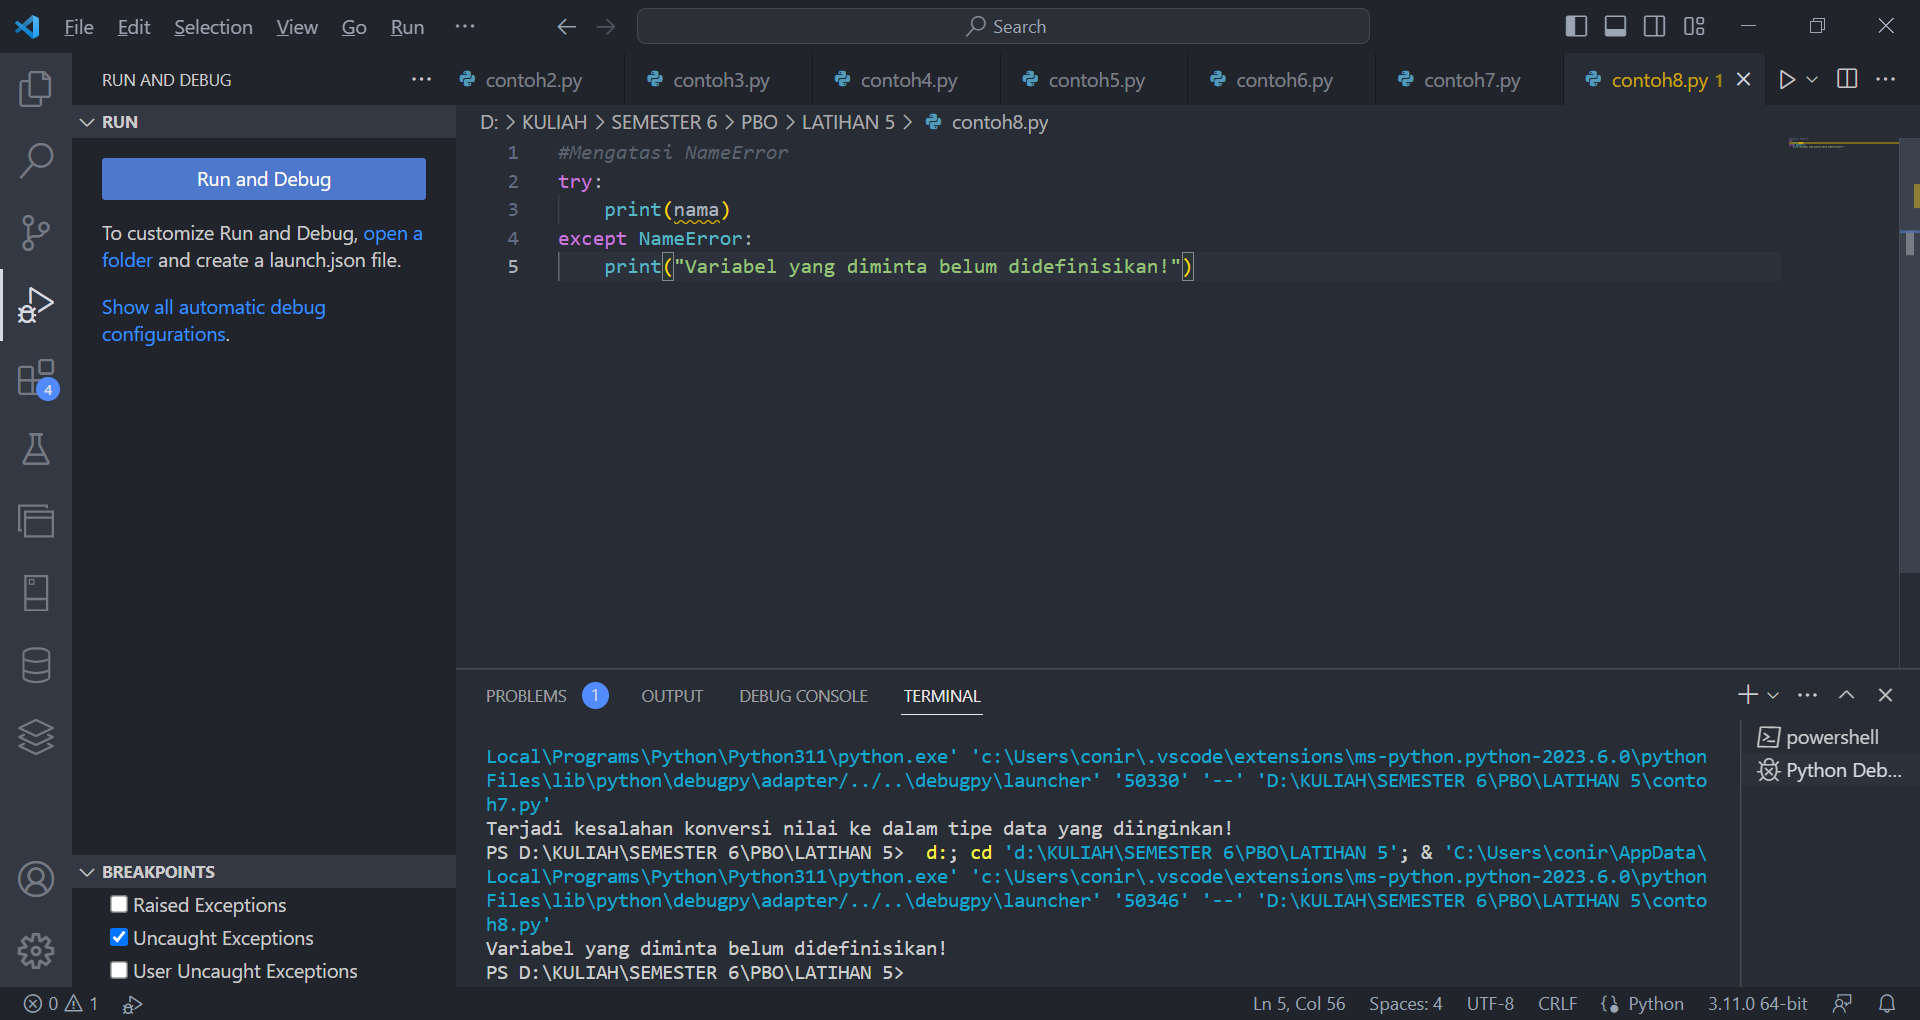 File Edit Selection View Go Run ··· Search
RUN AND DEBUG ··· contoh2.py contoh3.py contoh4.py contoh5.py contoh6.py contoh7.py contoh8.py 1
RUN
Run and Debug
To customize Run and Debug, open a
folder and create a launch.json file.
Show all automatic debug
configurations.
4
D: > KULIAH > SEMESTER 6 > PBO > LATIHAN 5 > contoh8.py
1 #Mengatasi NameError
2 try:
3     print(nama)
4 except NameError:
5     print("Variabel yang diminta belum didefinisikan!")
PROBLEMS 1 OUTPUT DEBUG CONSOLE TERMINAL
Local\Programs\Python\Python311\python.exe' 'c:\Users\conir\.vscode\extensions\ms-python.python-2023.6.0\python
Files\lib\python\debugpy\adapter/../..\debugpy\launcher' '50330' '--' 'D:\KULIAH\SEMESTER 6\PBO\LATIHAN 5\conto
h7.py'
Terjadi kesalahan konversi nilai ke dalam tipe data yang diinginkan!
PS D:\KULIAH\SEMESTER 6\PBO\LATIHAN 5>  d:; cd 'd:\KULIAH\SEMESTER 6\PBO\LATIHAN 5'; & 'C:\Users\conir\AppData\
Local\Programs\Python\Python311\python.exe' 'c:\Users\conir\.vscode\extensions\ms-python.python-2023.6.0\python
Files\lib\python\debugpy\adapter/../..\debugpy\launcher' '50346' '--' 'D:\KULIAH\SEMESTER 6\PBO\LATIHAN 5\conto
h8.py'
Variabel yang diminta belum didefinisikan!
PS D:\KULIAH\SEMESTER 6\PBO\LATIHAN 5>
powershell
Python Deb...
BREAKPOINTS
Raised Exceptions
Uncaught Exceptions
User Uncaught Exceptions
0 1 Ln 5, Col 56 Spaces: 4 UTF-8 CRLF Python 3.11.0 64-bit